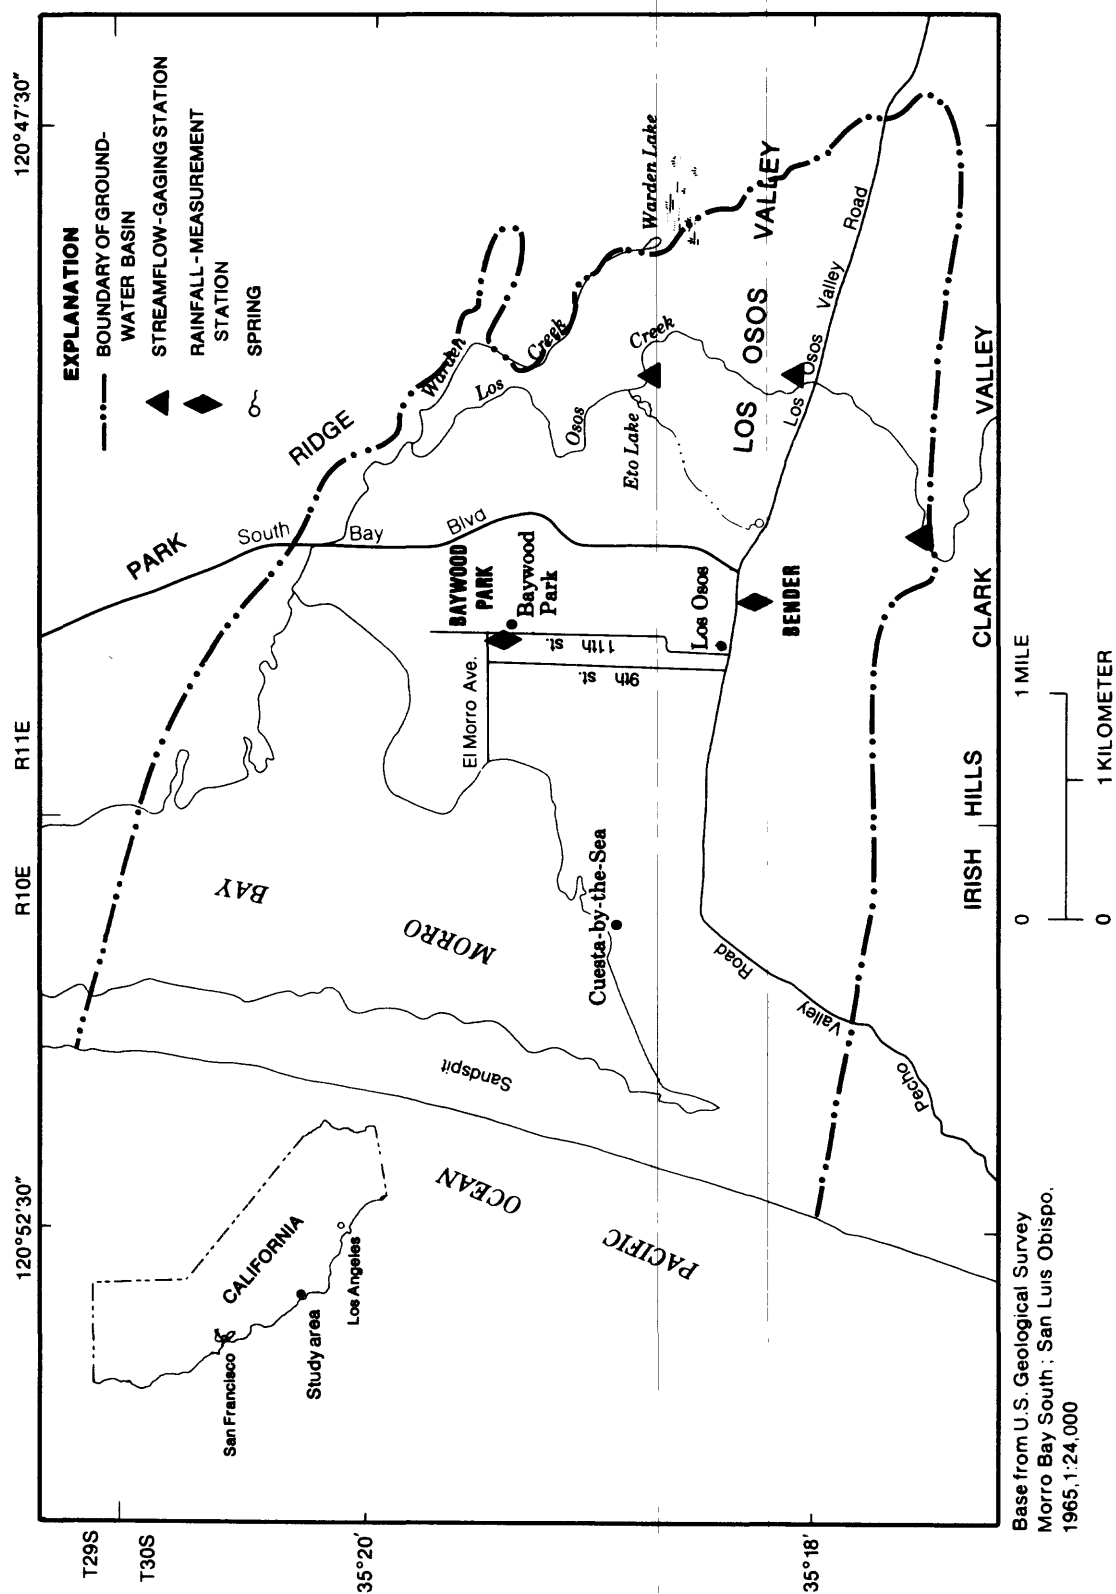 120°52'30"
R10E
R11E
120°47'30"
T29S
T30S
35°20'
35°18'
EXPLANATION
BOUNDARY OF GROUND-
WATER BASIN
STREAMFLOW-GAGING STATION
RAINFALL-MEASUREMENT
STATION
SPRING
CALIFORNIA
San Francisco
Study area
Los Angeles
PARK
RIDGE
South
Bay
Blvd
BAY
MORRO
Sandspit
PACIFIC
OCEAN
BAYWOOD
PARK
Baywood
Park
El Morro Ave.
11th st.
9th st.
Cuesta-by-the-Sea
Los Osos
BENDER
Warden
Creek
Los
Osos
Creek
Eto Lake
Warden Lake
LOS OSOS VALLEY
Los Osos Valley Road
Pecho
Valley
Road
IRISH HILLS
CLARK
VALLEY
0
1 MILE
0
1 KILOMETER
Base from U.S. Geological Survey
Morro Bay South; San Luis Obispo,
1965, 1:24,000